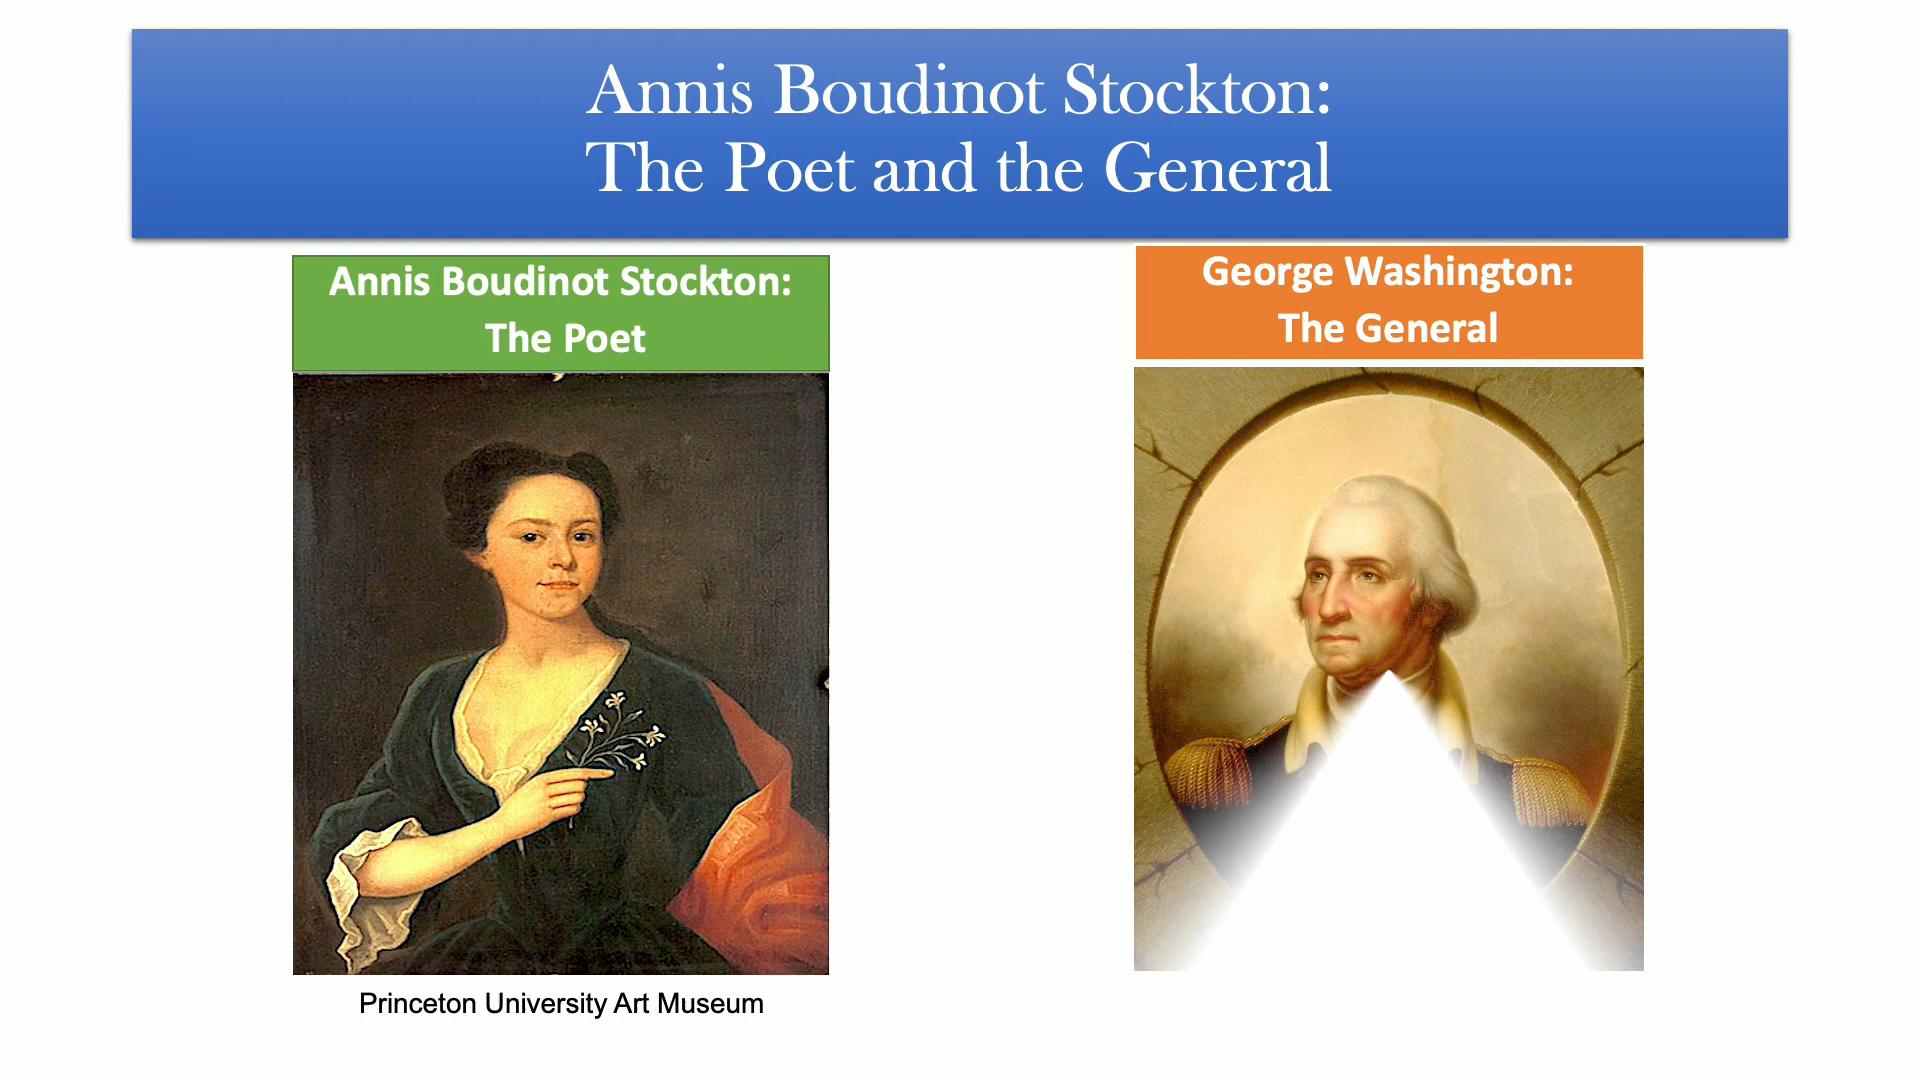 Annis Boudinot Stockton:
The Poet and the General
Annis Boudinot Stockton:
The Poet
George Washington:
The General
Princeton University Art Museum